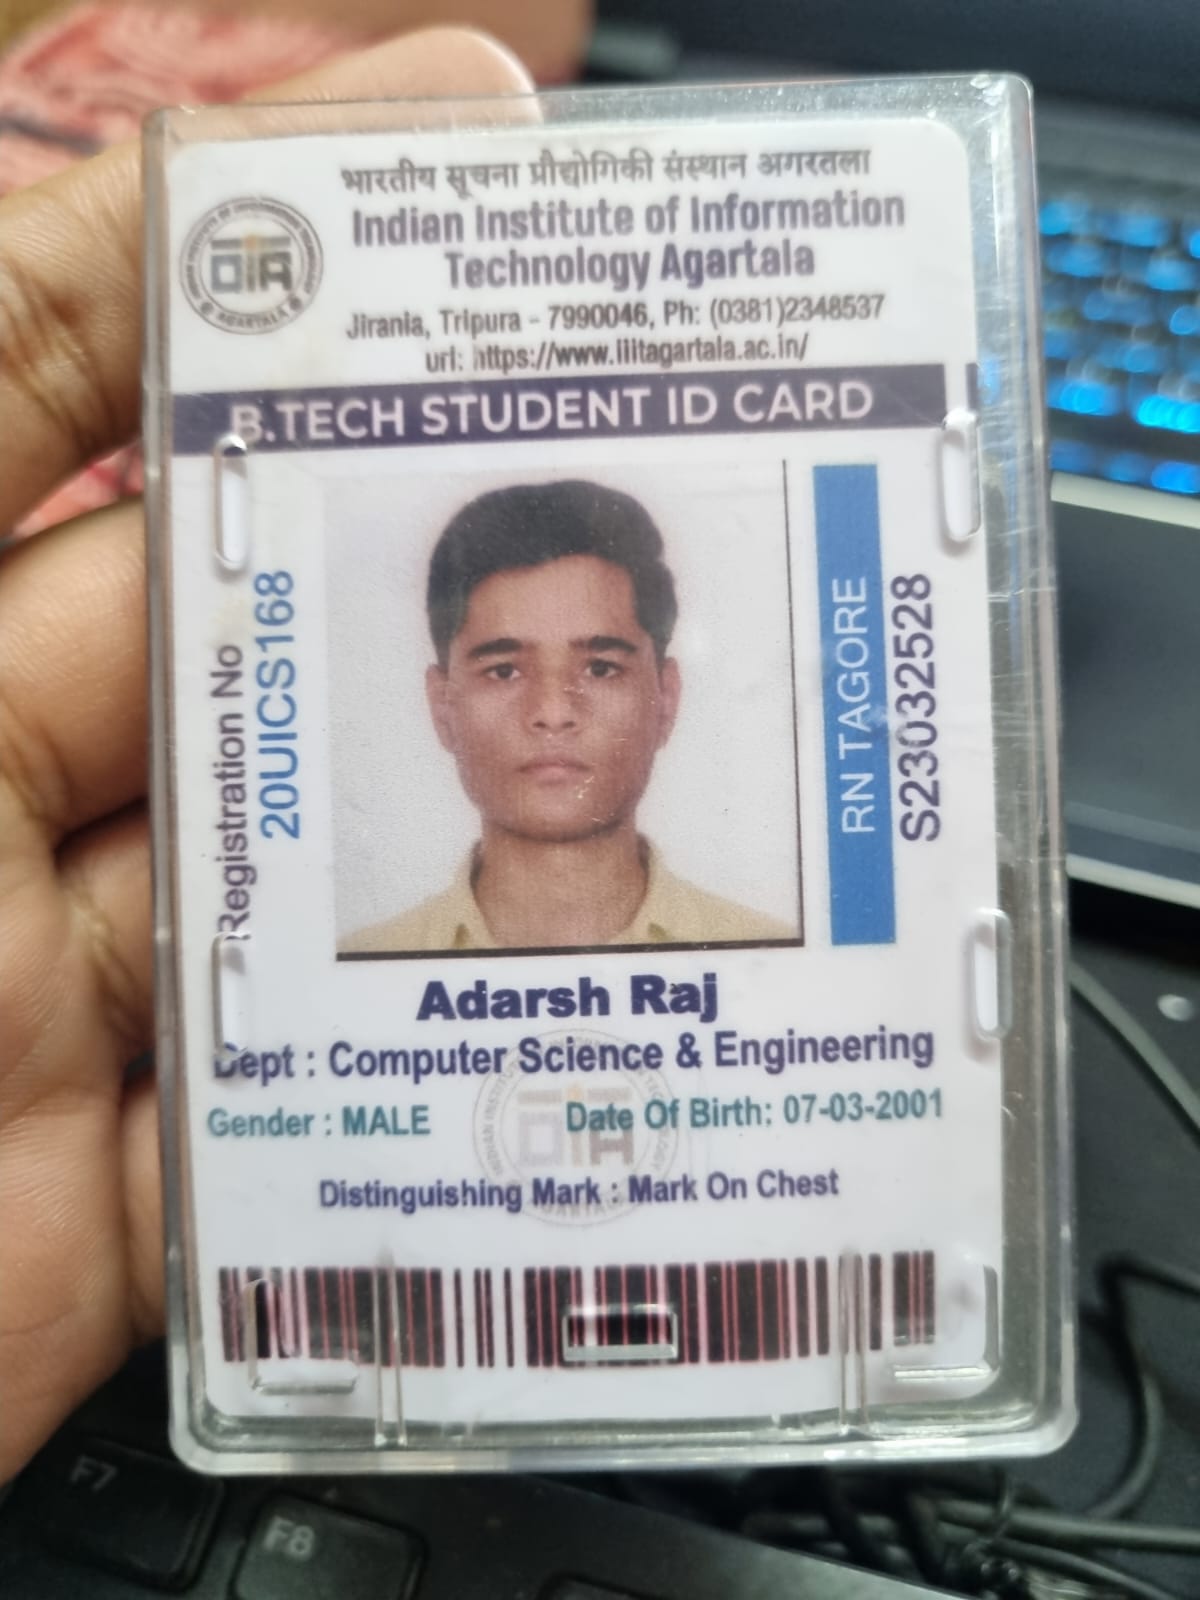 भारतीय सूचना प्रौद्योगिकी संस्थान अगरतला
Indian Institute of Information
Technology Agartala
Jirania, Tripura - 7990046, Ph: (0381)2348537
url: https://www.iiitagartala.ac.in/
B.TECH STUDENT ID CARD
Registration No
20UICS168
RN TAGORE
S23032528
Adarsh Raj
Dept : Computer Science & Engineering
Gender : MALE Date Of Birth: 07-03-2001
Distinguishing Mark : Mark On Chest
F7
F8